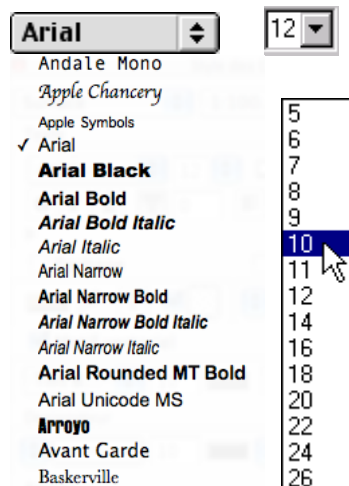 Arial
12
Andale Mono
Apple Chancery
Apple Symbols
✓ Arial
Arial Black
Arial Bold
Arial Bold Italic
Arial Italic
Arial Narrow
Arial Narrow Bold
Arial Narrow Bold Italic
Arial Narrow Italic
Arial Rounded MT Bold
Arial Unicode MS
Arroyo
Avant Garde
Baskerville
5
6
7
8
9
10
11
12
14
16
18
20
22
24
26